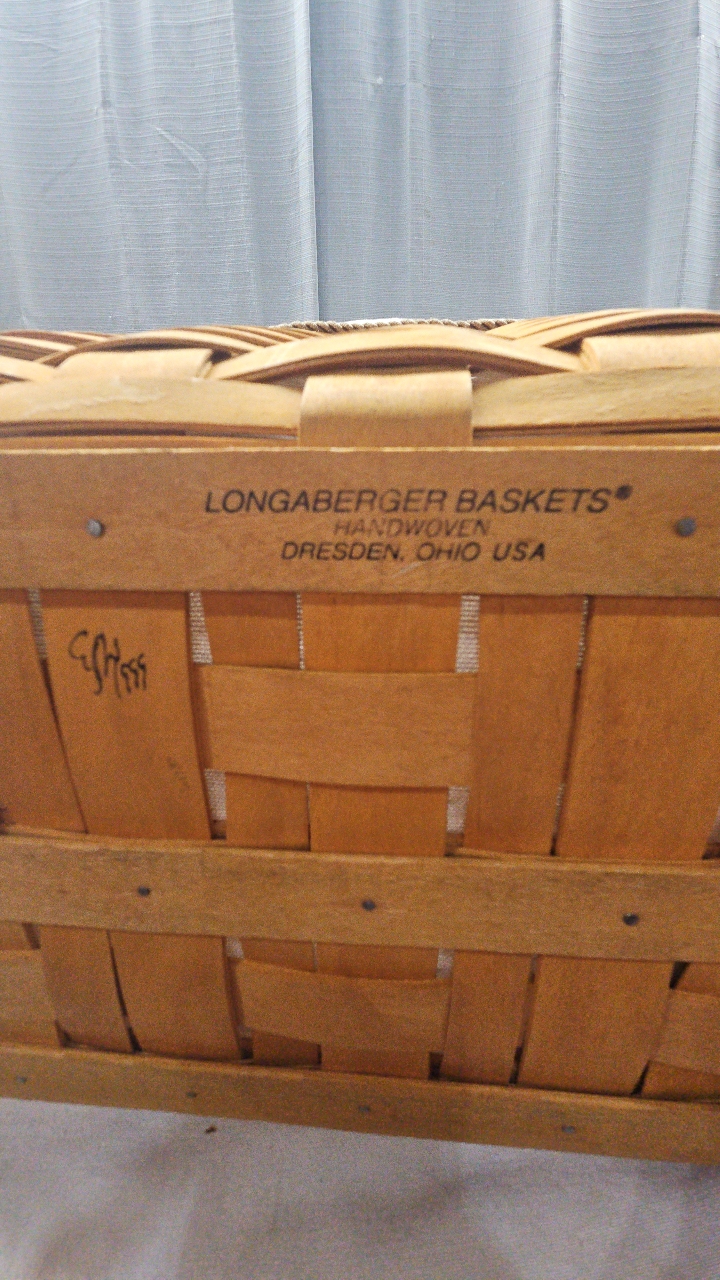 LONGABERGER BASKETS®
HANDWOVEN
DRESDEN, OHIO USA